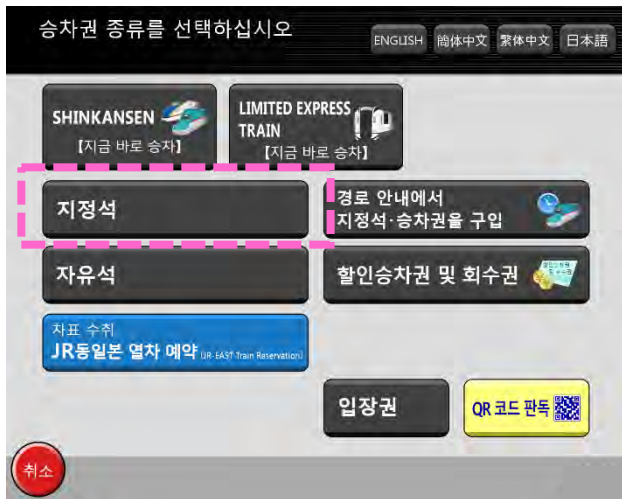 승차권 종류를 선택하십시오
ENGLISH 简体中文 繁体中文 日本語
SHINKANSEN
【지금 바로 승차】
LIMITED EXPRESS
TRAIN
【지금 바로 승차】
지정석
경로 안내에서
지정석·승차권을 구입
자유석
할인승차권 및 회수권
차표 수취
JR동일본 열차 예약 (JR-EAST Train Reservation)
입장권
QR 코드 판독
취소